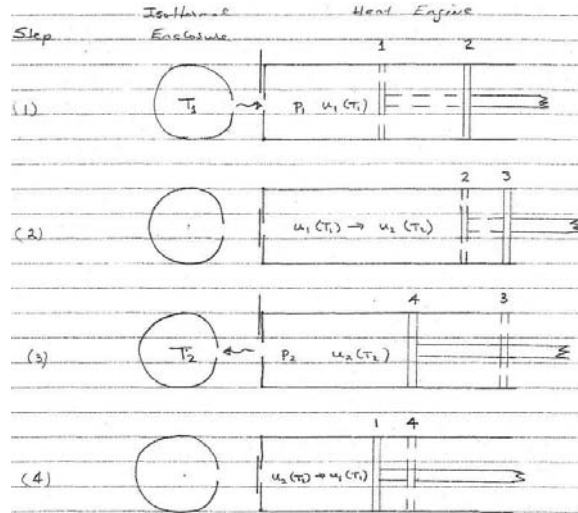 Isothermal Heat Engine
Step Enclosure
1 2
(1) T₁ P₁ u₁(T₁)
2 3
(2) u₁(T₁) → u₂(T₂)
4 3
(3) T₂ P₂ u₂(T₂)
1 4
(4) u₂(T₂) → u₁(T₁)